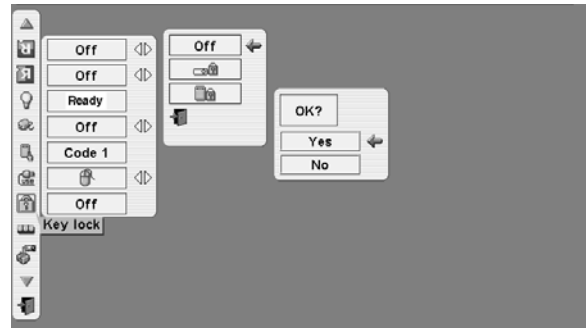 Off
Off
Ready
Off
Code 1
Off
Key lock
Off
OK?
Yes
No